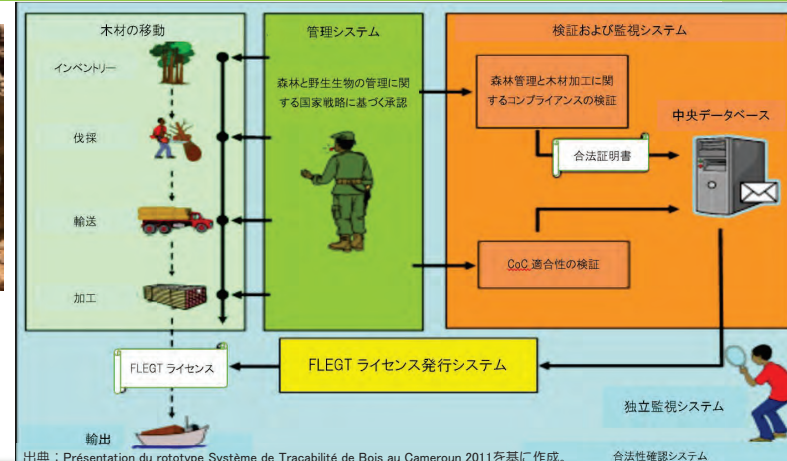 木材の移動
インベントリー
伐採
輸送
加工
FLEGT ライセンス
輸出
管理システム
森林と野生生物の管理に関
する国家戦略に基づく承認
検証および監視システム
森林管理と木材加工に関
するコンプライアンスの検証
合法証明書
中央データベース
CoC 適合性の検証
FLEGT ライセンス発行システム
独立監視システム
合法性確認システム
出典：Présentation du rototype Système de Traçabilité de Bois au Cameroun 2011を基に作成。